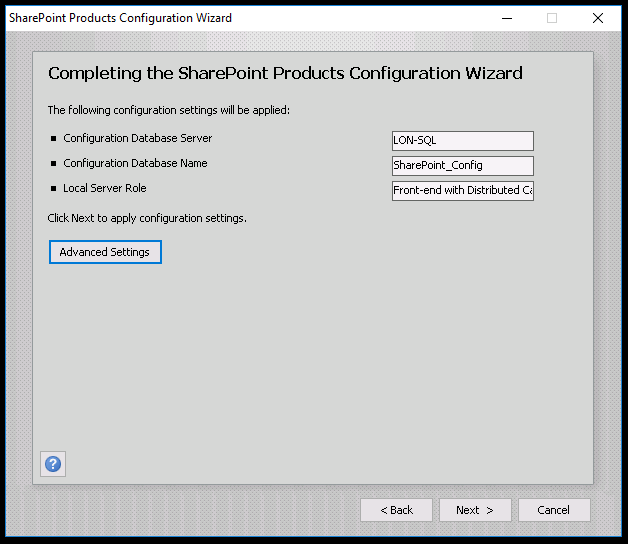 SharePoint Products Configuration Wizard
Completing the SharePoint Products Configuration Wizard
The following configuration settings will be applied:
Configuration Database Server LON-SQL
Configuration Database Name SharePoint_Config
Local Server Role Front-end with Distributed Ca
Click Next to apply configuration settings.
Advanced Settings
?
< Back Next > Cancel